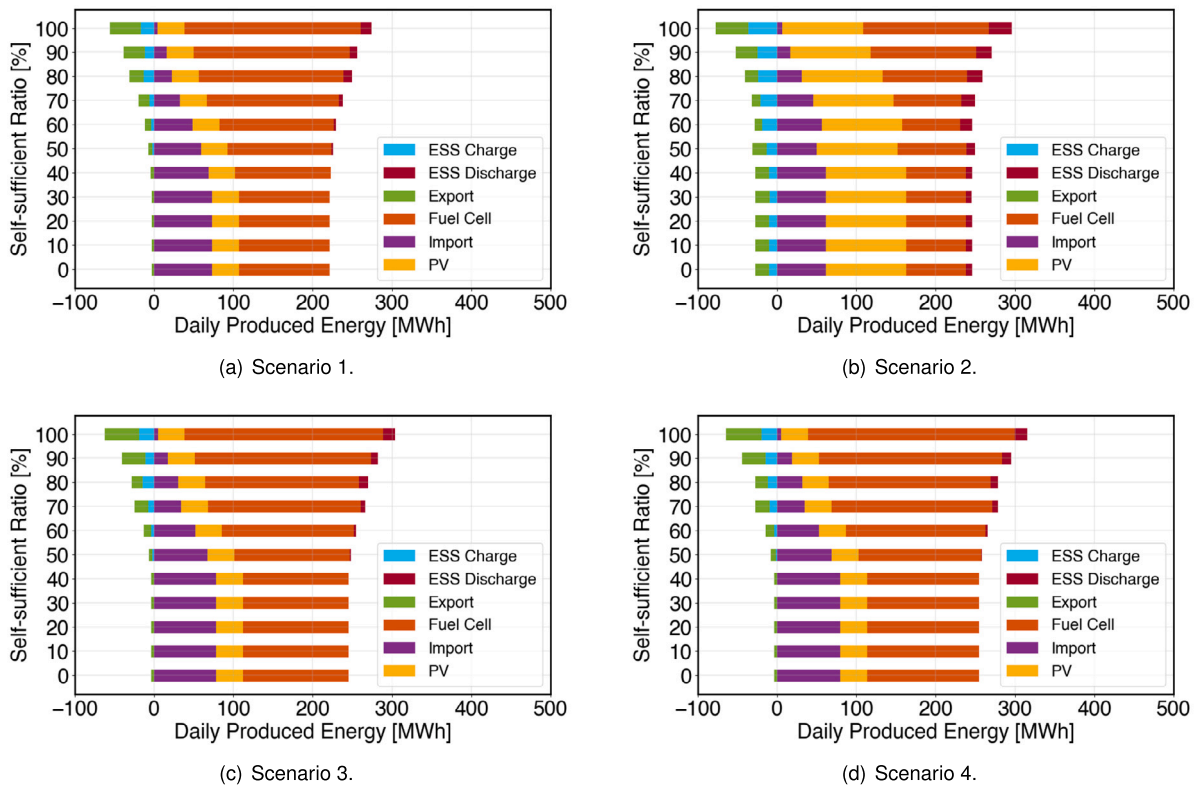 Self-sufficient Ratio [%]
100
90
80
70
60
50
40
30
20
10
0
ESS Charge
ESS Discharge
Export
Fuel Cell
Import
PV
−100 0 100 200 300 400 500
Daily Produced Energy [MWh]
(a) Scenario 1.
Self-sufficient Ratio [%]
100
90
80
70
60
50
40
30
20
10
0
ESS Charge
ESS Discharge
Export
Fuel Cell
Import
PV
−100 0 100 200 300 400 500
Daily Produced Energy [MWh]
(b) Scenario 2.
Self-sufficient Ratio [%]
100
90
80
70
60
50
40
30
20
10
0
ESS Charge
ESS Discharge
Export
Fuel Cell
Import
PV
−100 0 100 200 300 400 500
Daily Produced Energy [MWh]
(c) Scenario 3.
Self-sufficient Ratio [%]
100
90
80
70
60
50
40
30
20
10
0
ESS Charge
ESS Discharge
Export
Fuel Cell
Import
PV
−100 0 100 200 300 400 500
Daily Produced Energy [MWh]
(d) Scenario 4.